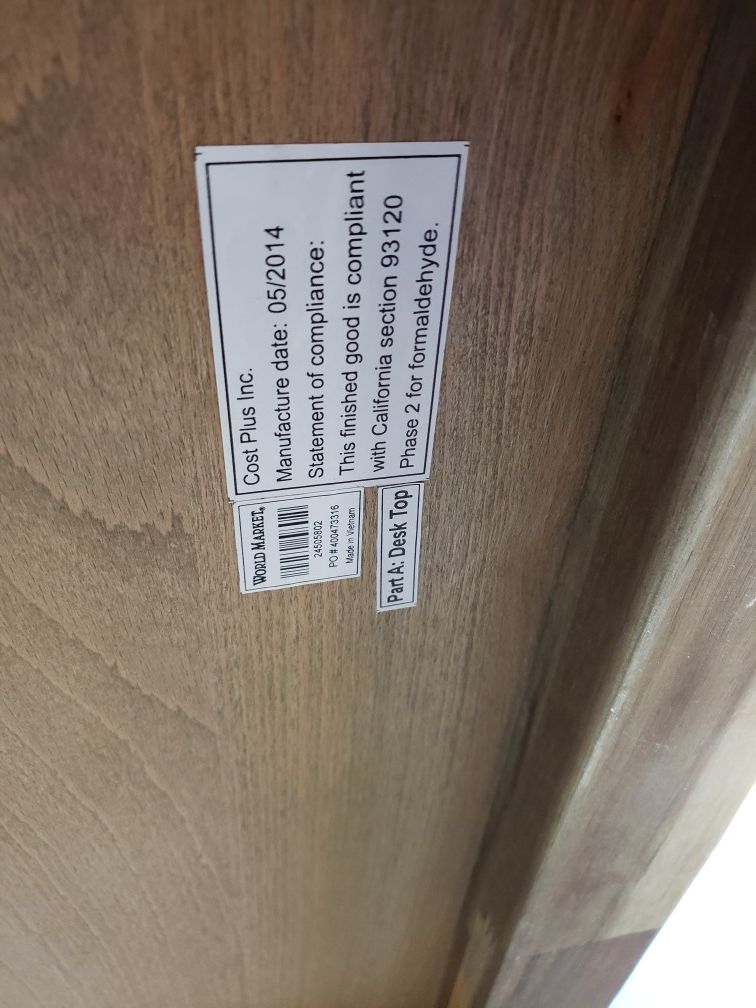 Cost Plus Inc.
Manufacture date: 05/2014
Statement of compliance:
This finished good is compliant
with California section 93120
Phase 2 for formaldehyde.
WORLD MARKET®
24505802
PO # 400473316
Made in Vietnam
Part A: Desk Top